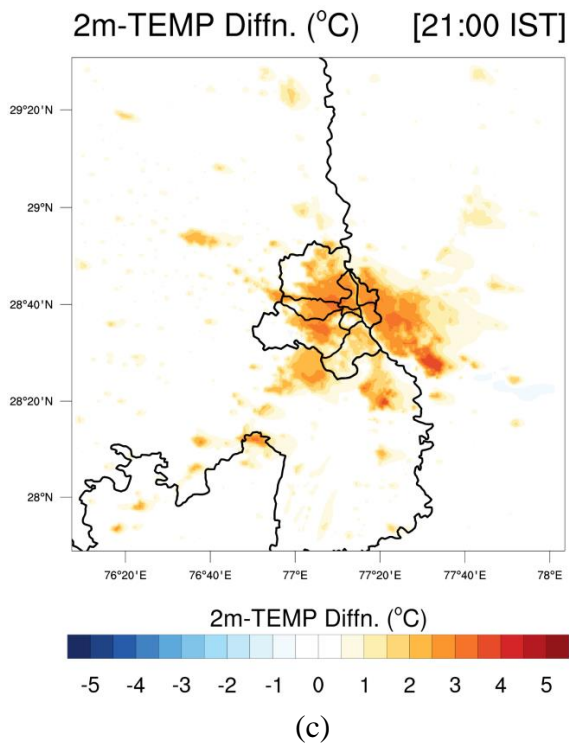 2m-TEMP Diffn. (°C) [21:00 IST]
29°20'N
29°N
28°40'N
28°20'N
28°N
76°20'E 76°40'E 77°E 77°20'E 77°40'E 78°E
2m-TEMP Diffn. (°C)
-5 -4 -3 -2 -1 0 1 2 3 4 5
(c)